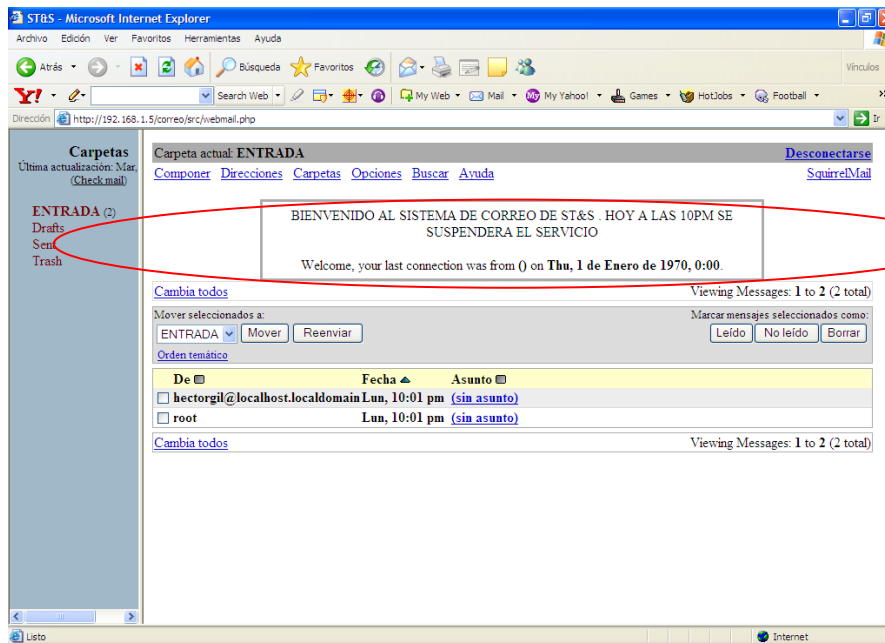 ST&S - Microsoft Internet Explorer
Archivo Edición Ver Favoritos Herramientas Ayuda
Atrás Búsqueda Favoritos Vínculos
Y! Search Web My Web Mail My Yahoo! Games HotJobs Football
Dirección http://192.168.1.5/correo/src/webmail.php Ir
Carpetas
Última actualización: Mar,
(Check mail)
ENTRADA (2)
Drafts
Sent
Trash
Carpeta actual: ENTRADA Desconectarse
Componer Direcciones Carpetas Opciones Buscar Ayuda SquirrelMail
BIENVENIDO AL SISTEMA DE CORREO DE ST&S . HOY A LAS 10PM SE
SUSPENDERA EL SERVICIO
Welcome, your last connection was from () on Thu, 1 de Enero de 1970, 0:00.
Cambia todos Viewing Messages: 1 to 2 (2 total)
Mover seleccionados a: Marcar mensajes seleccionados como:
ENTRADA Mover Reenviar Leído No leído Borrar
Orden temático
De Fecha Asunto
hectorgil@localhost.localdomain Lun, 10:01 pm (sin asunto)
root Lun, 10:01 pm (sin asunto)
Cambia todos Viewing Messages: 1 to 2 (2 total)
Listo Internet